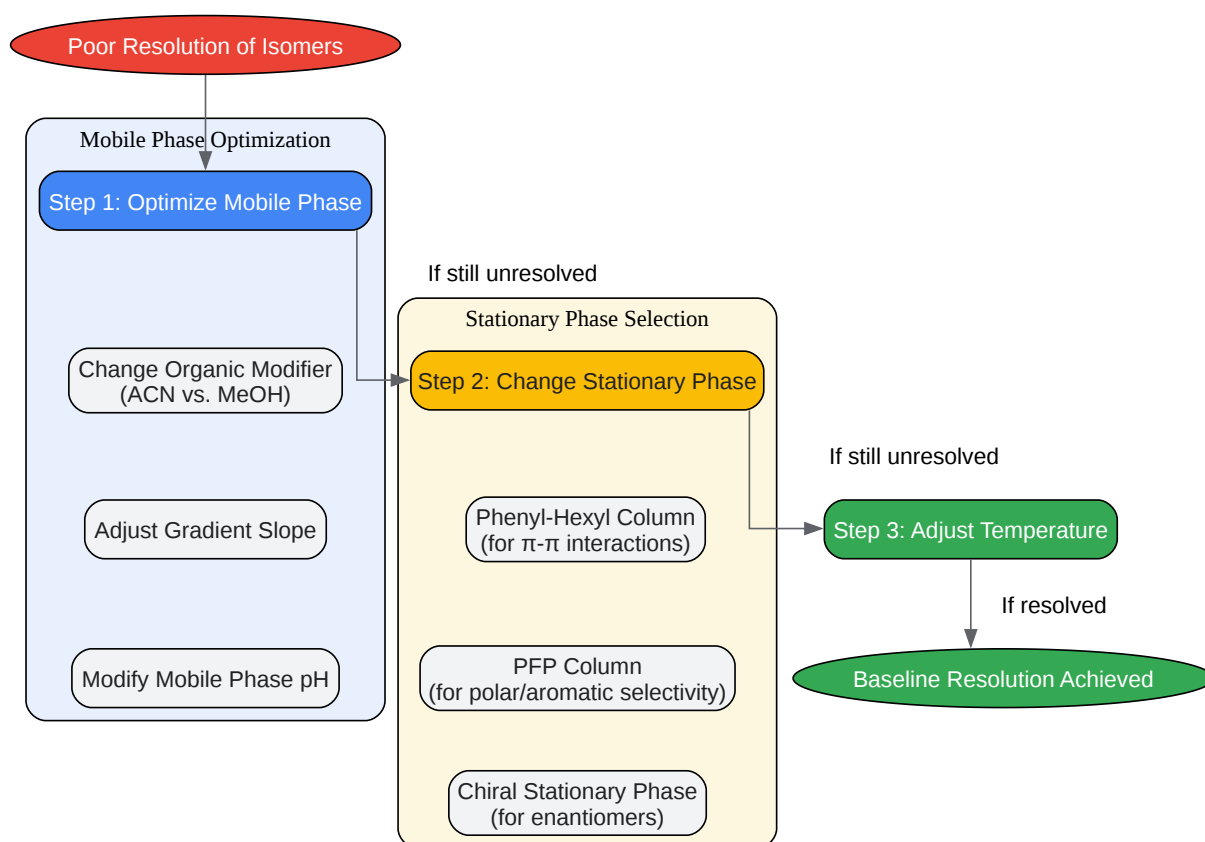 Poor Resolution of Isomers
Mobile Phase Optimization
Step 1: Optimize Mobile Phase
Change Organic Modifier
(ACN vs. MeOH)
Adjust Gradient Slope
Modify Mobile Phase pH
If still unresolved
Stationary Phase Selection
Step 2: Change Stationary Phase
Phenyl-Hexyl Column
(for π-π interactions)
PFP Column
(for polar/aromatic selectivity)
Chiral Stationary Phase
(for enantiomers)
If still unresolved
Step 3: Adjust Temperature
If resolved
Baseline Resolution Achieved